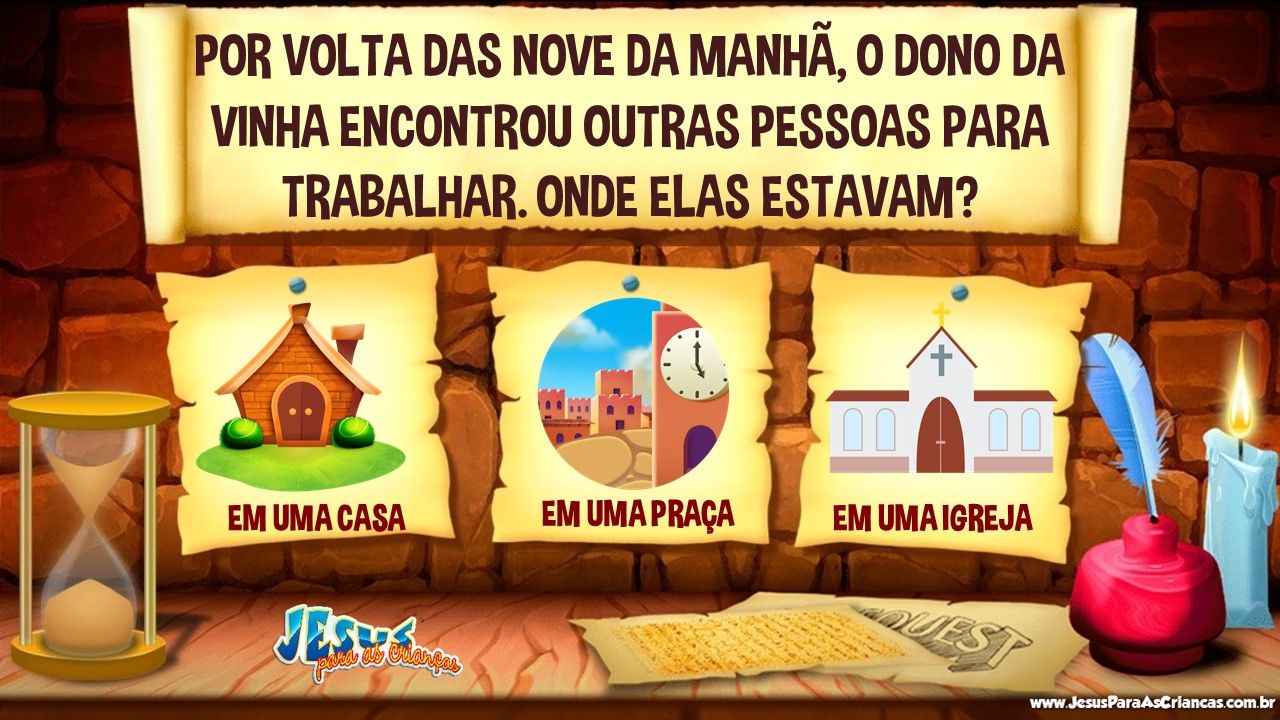 POR VOLTA DAS NOVE DA MANHÃ, O DONO DA
VINHA ENCONTROU OUTRAS PESSOAS PARA
TRABALHAR. ONDE ELAS ESTAVAM?
EM UMA CASA
EM UMA PRAÇA
EM UMA IGREJA
JESUS
para as crianças
QUEST
www.JesusParaAsCriancas.com.br